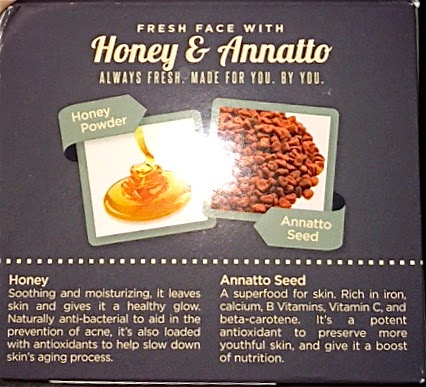 FRESH FACE WITH
Honey & Annatto
ALWAYS FRESH. MADE FOR YOU. BY YOU.
Honey
Powder
Annatto
Seed
Honey
Soothing and moisturizing, it leaves
skin and gives it a healthy glow.
Naturally anti-bacterial to aid in the
prevention of acne, it's also loaded
with antioxidants to help slow down
skin's aging process.
Annatto Seed
A superfood for skin. Rich in iron,
calcium, B Vitamins, Vitamin C, and
beta-carotene. It's a potent
antioxidant to preserve more
youthful skin, and give it a boost
of nutrition.